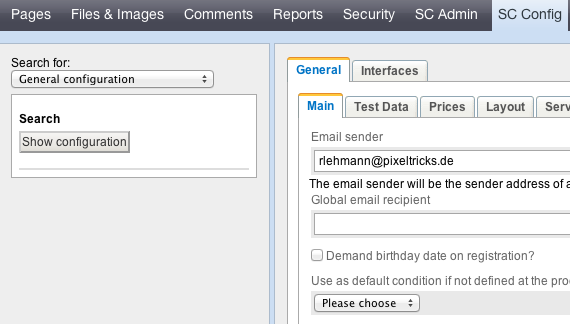 Pages Files & Images Comments Reports Security SC Admin SC Config
Search for:
General configuration
Search
Show configuration
General Interfaces
Main Test Data Prices Layout
Email sender
rlehmann@pixeltricks.de
The email sender will be the sender address of
Global email recipient
Demand birthday date on registration?
Use as default condition if not defined at the
Please choose